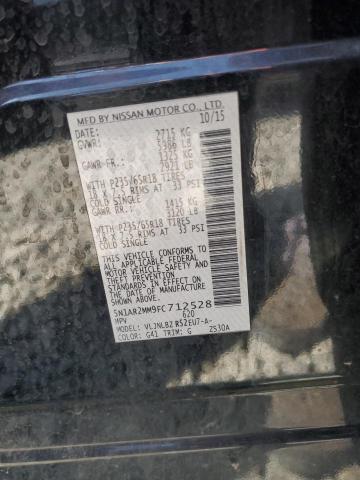 MFD BY NISSAN MOTOR CO., LTD.
DATE: 10/15
GVWR: 2715 KG
5986 LB
GAWR-FR.: 1325 KG
2921 LB
WITH P235/65R18 TIRES
18 X 7.5 RIMS AT 33 PSI
COLD SINGLE
GAWR RR.: 1415 KG
3120 LB
WITH P235/65R18 TIRES
18 X 7.5 RIMS AT 33 PSI
COLD SINGLE
THIS VEHICLE CONFORMS TO
ALL APPLICABLE FEDERAL
MOTOR VEHICLE SAFETY AND
THEFT PREVENTION
STANDARDS IN EFFECT ON
THE DATE OF MANUFACTURE
SHOWN ABOVE.
5N1AR2MM9FC712528
MPV 620
MODEL: VLJNLBZ R52EU7-A-
COLOR: G41 TRIM: G ZS30A